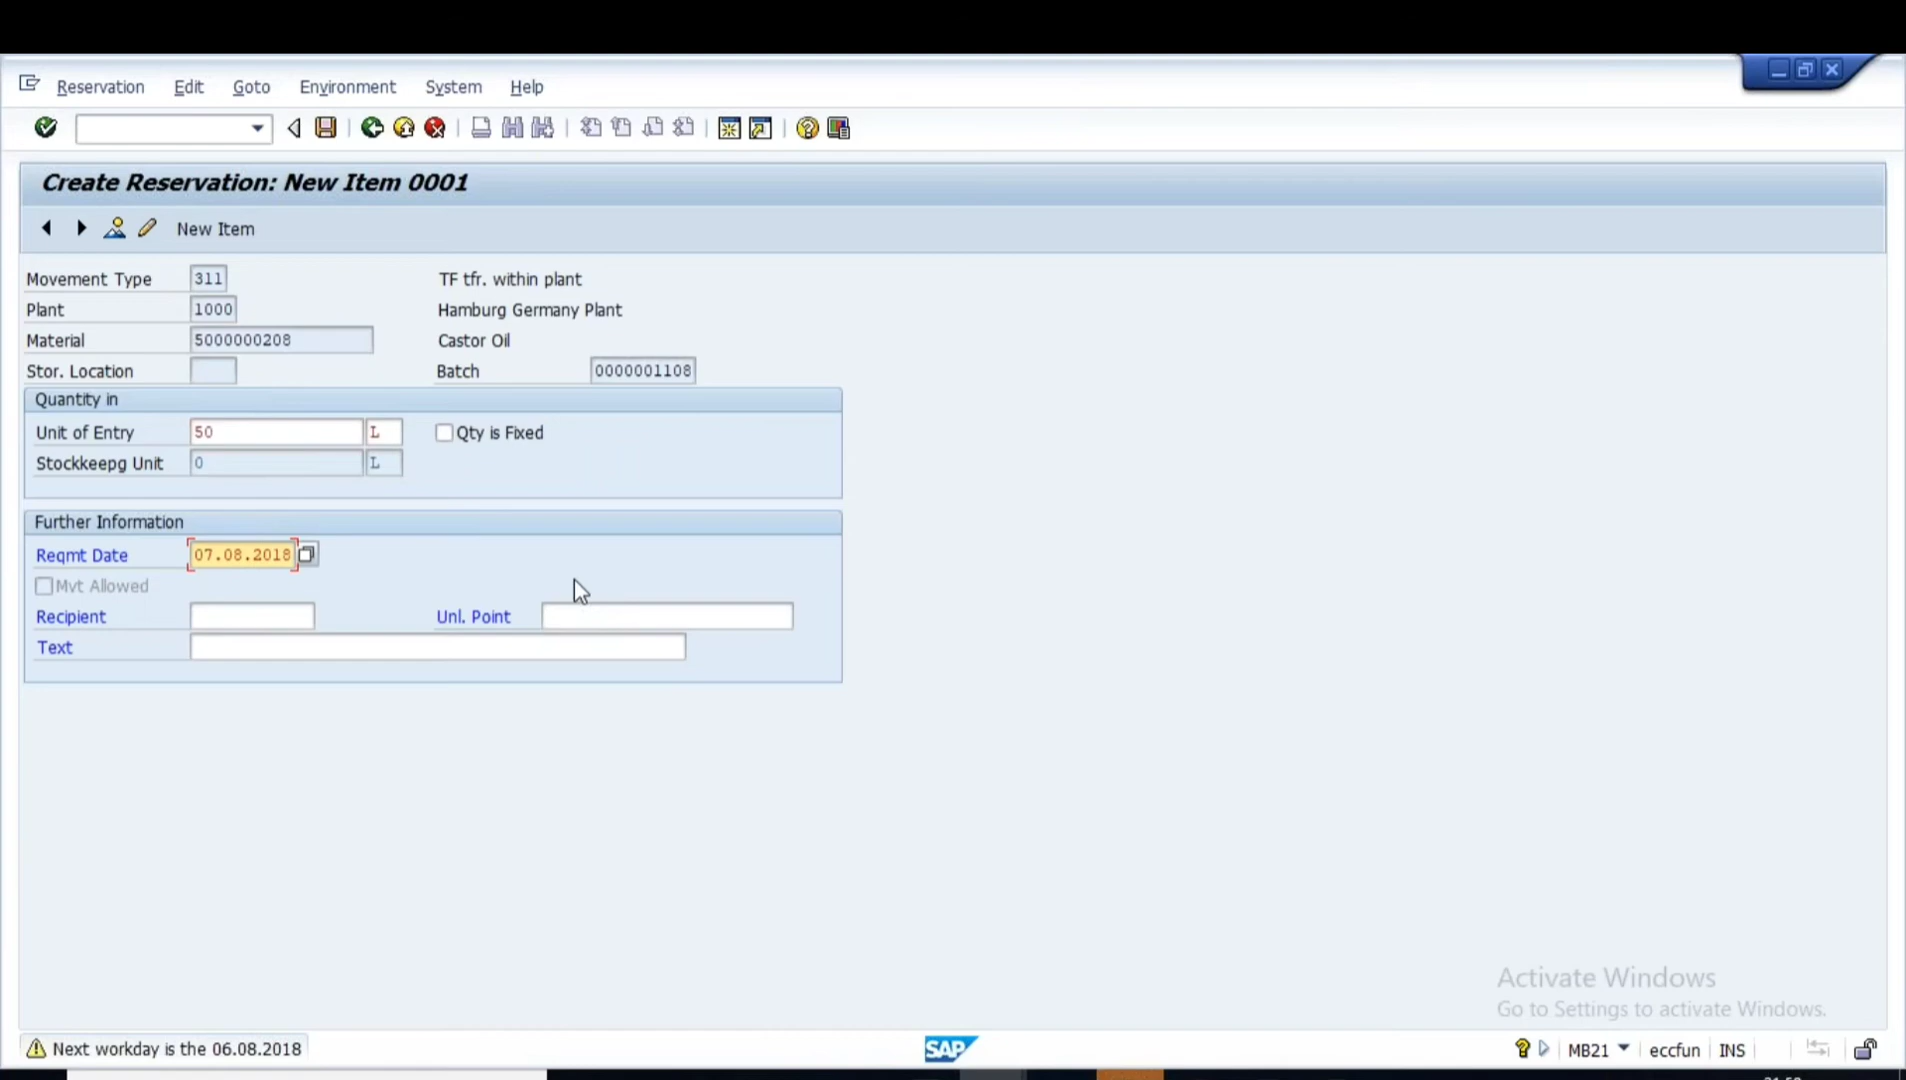 Reservation Edit Goto Environment System Help
Create Reservation: New Item 0001
New Item
Movement Type 311 TF tfr. within plant
Plant 1000 Hamburg Germany Plant
Material 5000000208 Castor Oil
Stor. Location Batch 0000001108
Quantity in
Unit of Entry 50 L Qty is Fixed
Stockkeepg Unit 0 L
Further Information
Reqmt Date 07.08.2018
Mvt Allowed
Recipient Unl. Point
Text
Activate Windows
Go to Settings to activate Windows.
Next workday is the 06.08.2018 SAP MB21 eccfun INS